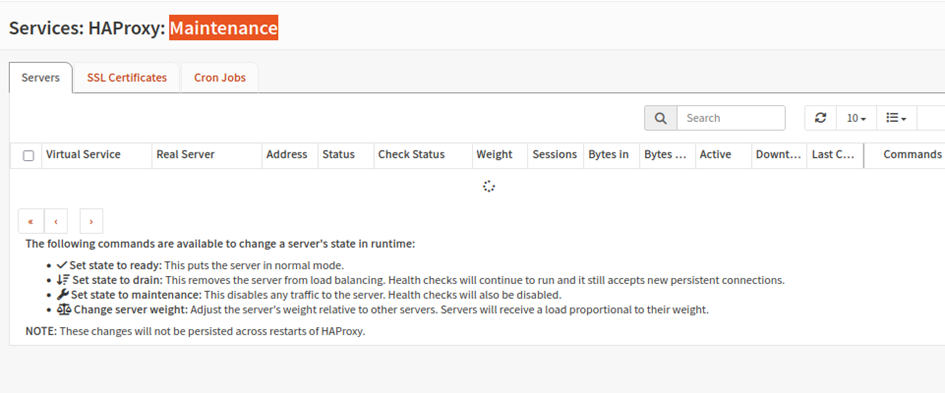 Services: HAProxy: Maintenance
Servers SSL Certificates Cron Jobs
Search 10
Virtual Service Real Server Address Status Check Status Weight Sessions Bytes in Bytes ... Active Downt... Last C... Commands
« ‹ ›
The following commands are available to change a server's state in runtime:
• Set state to ready: This puts the server in normal mode.
• Set state to drain: This removes the server from load balancing. Health checks will continue to run and it still accepts new persistent connections.
• Set state to maintenance: This disables any traffic to the server. Health checks will also be disabled.
• Change server weight: Adjust the server's weight relative to other servers. Servers will receive a load proportional to their weight.
NOTE: These changes will not be persisted across restarts of HAProxy.